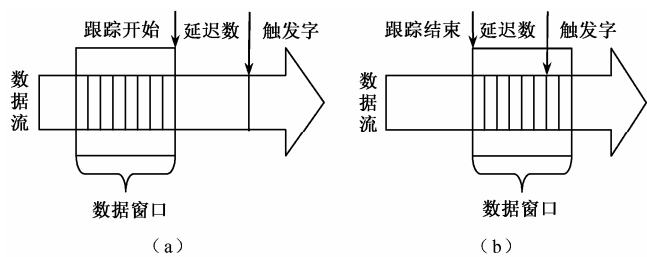 跟踪开始 延迟数 触发字
数据流
数据窗口
(a)
跟踪结束 延迟数 触发字
数据流
数据窗口
(b)